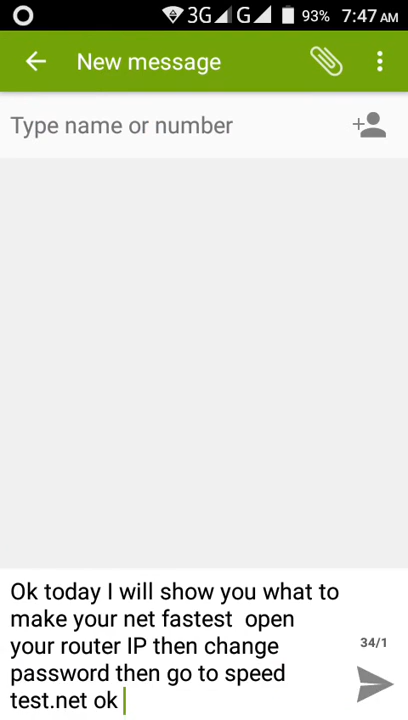 3G G 93% 7:47 AM
New message
Type name or number
Ok today I will show you what to
make your net fastest  open
your router IP then change
password then go to speed
test.net ok
34/1